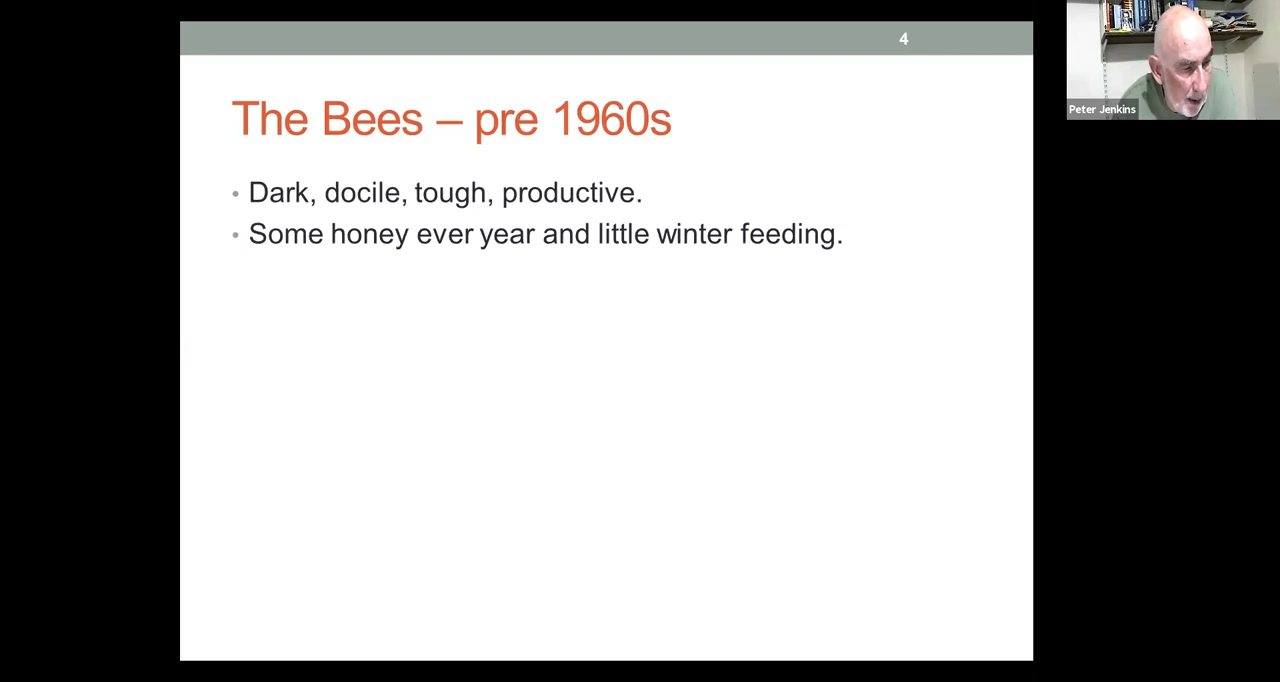 4
The Bees – pre 1960s
• Dark, docile, tough, productive.
• Some honey ever year and little winter feeding.
Peter Jenkins